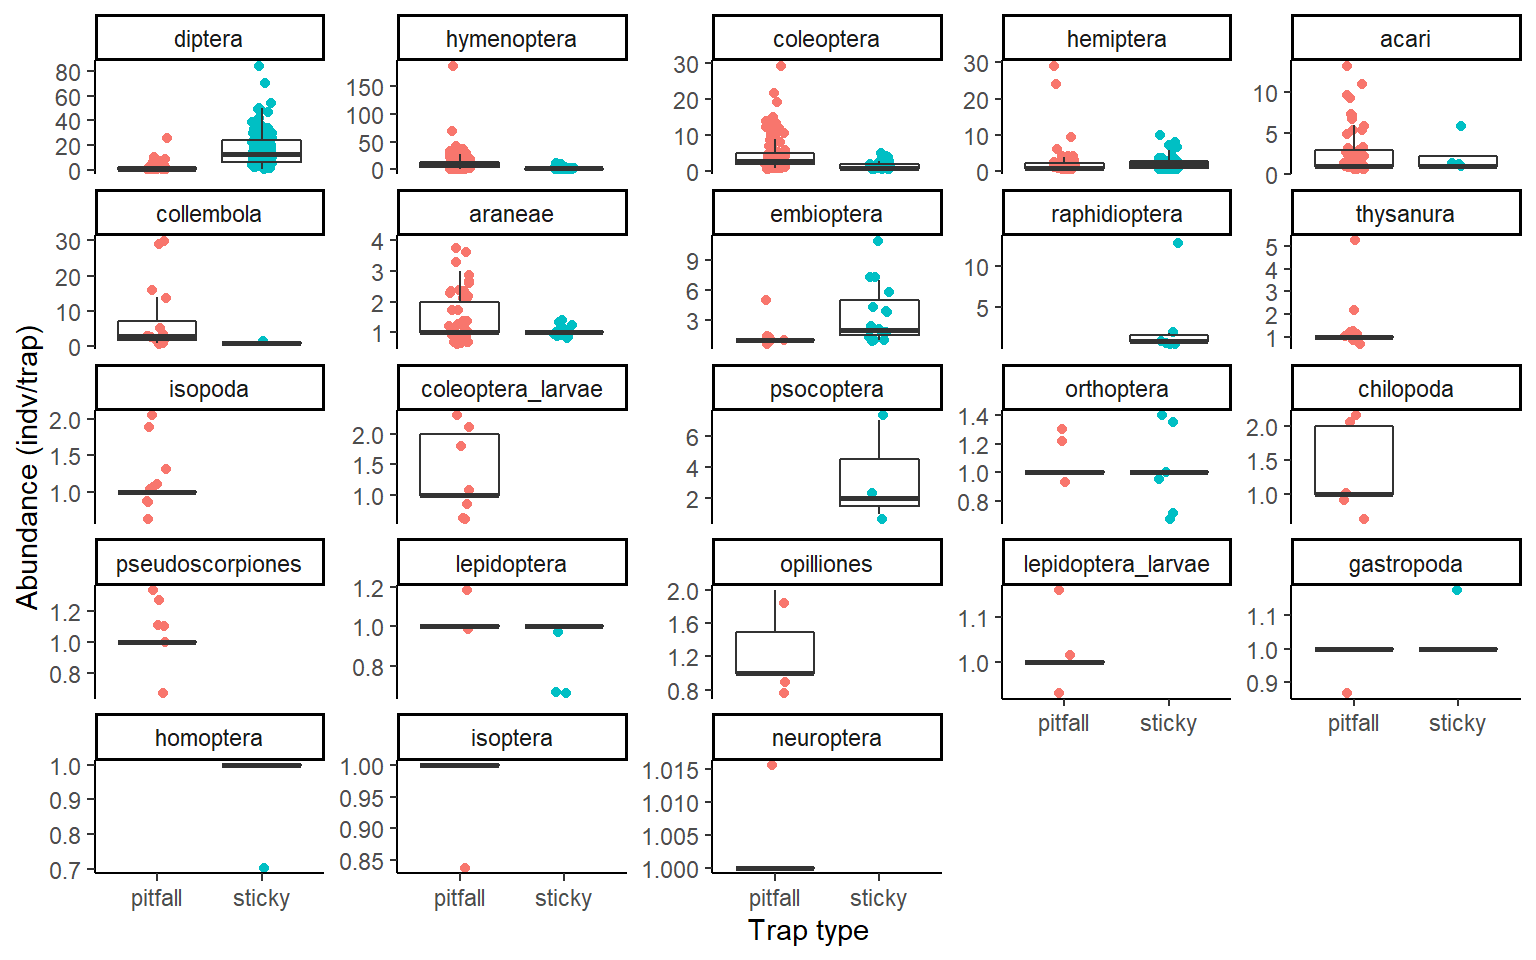 Abundance (indv/trap)
diptera
80
60
40
20
0
hymenoptera
150
100
50
0
coleoptera
30
20
10
0
hemiptera
30
20
10
0
acari
10
5
0
collembola
30
20
10
0
araneae
4
3
2
1
embioptera
9
6
3
raphidioptera
10
5
thysanura
5
4
3
2
1
isopoda
2.0
1.5
1.0
coleoptera_larvae
2.0
1.5
1.0
psocoptera
6
4
2
orthoptera
1.4
1.2
1.0
0.8
chilopoda
2.0
1.5
1.0
pseudoscorpiones
1.2
1.0
0.8
lepidoptera
1.2
1.0
0.8
opilliones
2.0
1.6
1.2
0.8
lepidoptera_larvae
1.1
1.0
pitfall sticky
gastropoda
1.1
1.0
0.9
pitfall sticky
homoptera
1.0
0.9
0.8
0.7
pitfall sticky
isoptera
1.00
0.95
0.90
0.85
pitfall sticky
neuroptera
1.015
1.010
1.005
1.000
pitfall sticky
Trap type